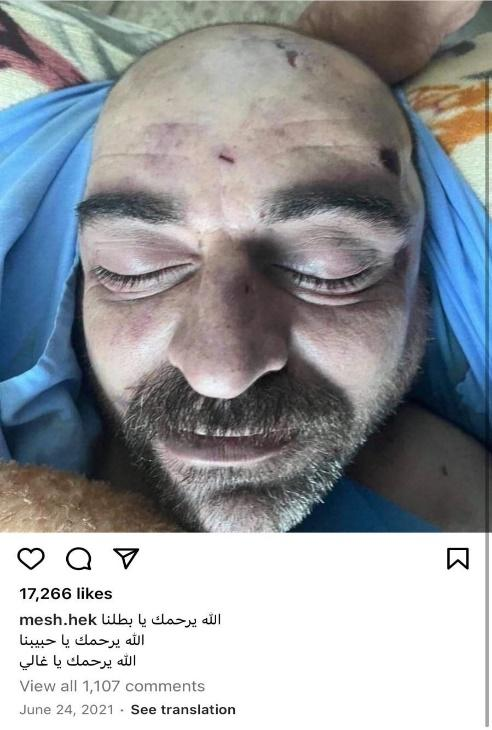 17,266 likes
mesh.hek الله يرحمك يا بطلنا
الله يرحمك يا حبيبنا
الله يرحمك يا غالي
View all 1,107 comments
June 24, 2021 · See translation